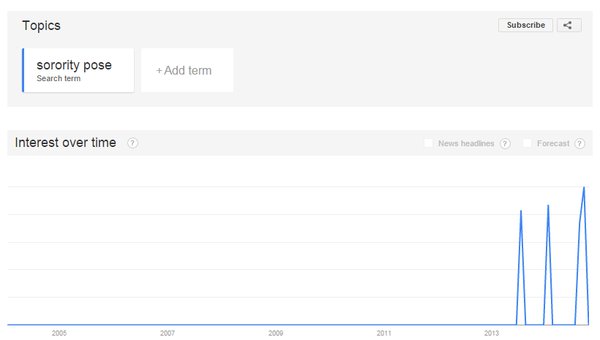 Topics
Subscribe
sorority pose
Search term
+Add term
Interest over time ?
News headlines ?
Forecast ?
2005 2007 2009 2011 2013